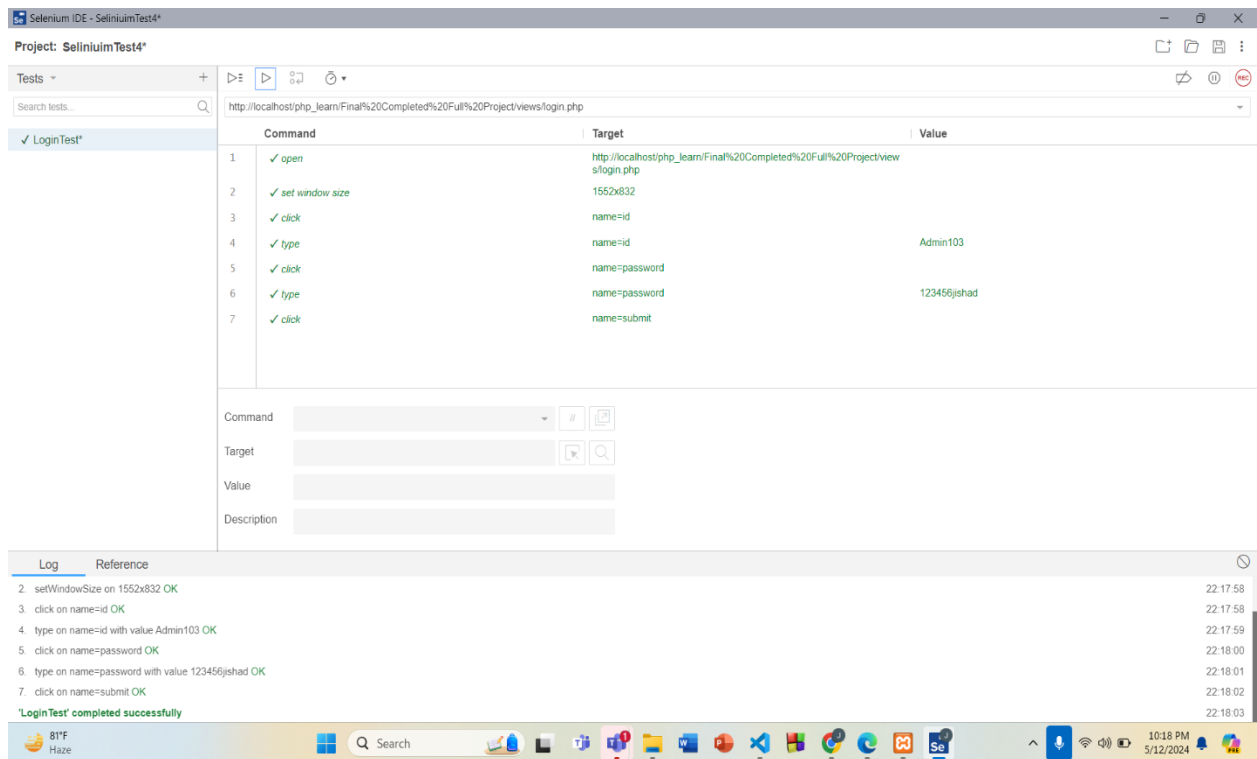 Selenium IDE - SeliniuimTest4*
Project: SeliniuimTest4*
Tests
Search tests...
✓ LoginTest*
REC
http://localhost/php_learn/Final%20Completed%20Full%20Project/views/login.php
Command Target Value
1 ✓ open http://localhost/php_learn/Final%20Completed%20Full%20Project/view
s/login.php
2 ✓ set window size 1552x832
3 ✓ click name=id
4 ✓ type name=id Admin103
5 ✓ click name=password
6 ✓ type name=password 123456jishad
7 ✓ click name=submit
Command //
Target
Value
Description
Log Reference
2. setWindowSize on 1552x832 OK 22:17:58
3. click on name=id OK 22:17:58
4. type on name=id with value Admin103 OK 22:17:59
5. click on name=password OK 22:18:00
6. type on name=password with value 123456jishad OK 22:18:01
7. click on name=submit OK 22:18:02
'LoginTest' completed successfully 22:18:03
81°F
Haze
Search
Se
10:18 PM
5/12/2024
PRE